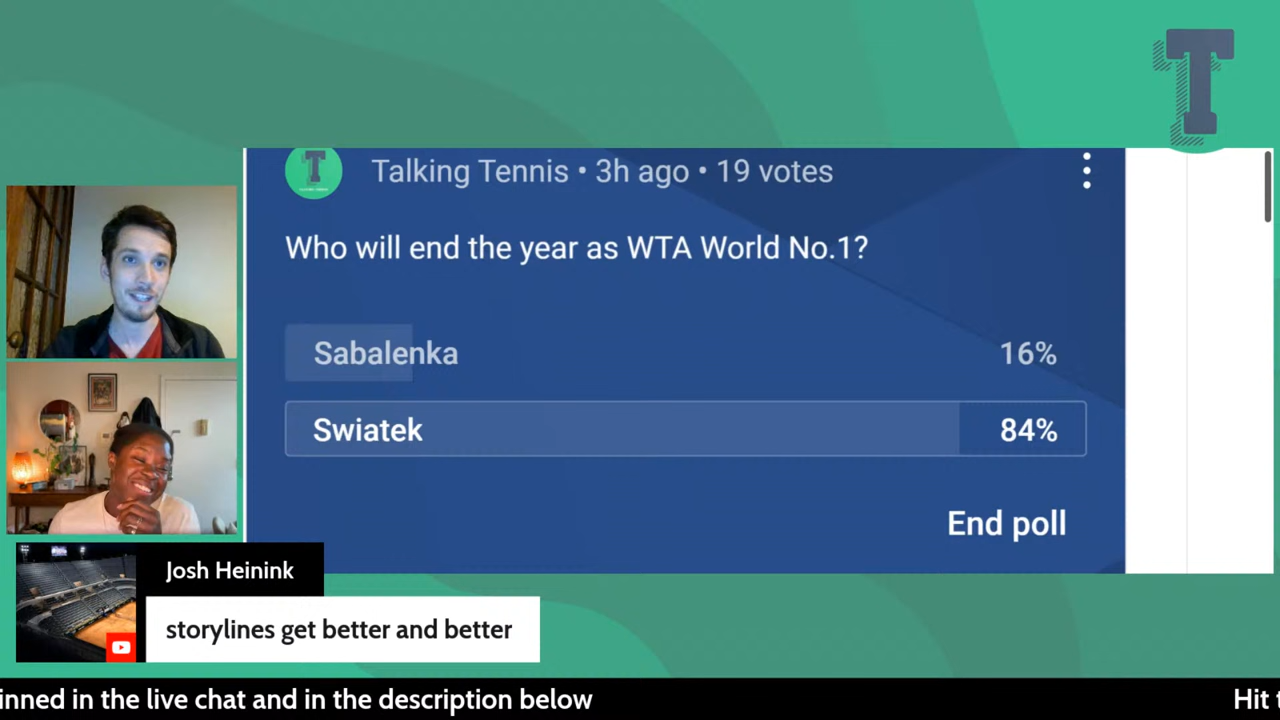 T
Talking Tennis • 3h ago • 19 votes
Who will end the year as WTA World No.1?
Sabalenka 16%
Swiatek 84%
End poll
Josh Heinink
storylines get better and better
inned in the live chat and in the description below
Hit